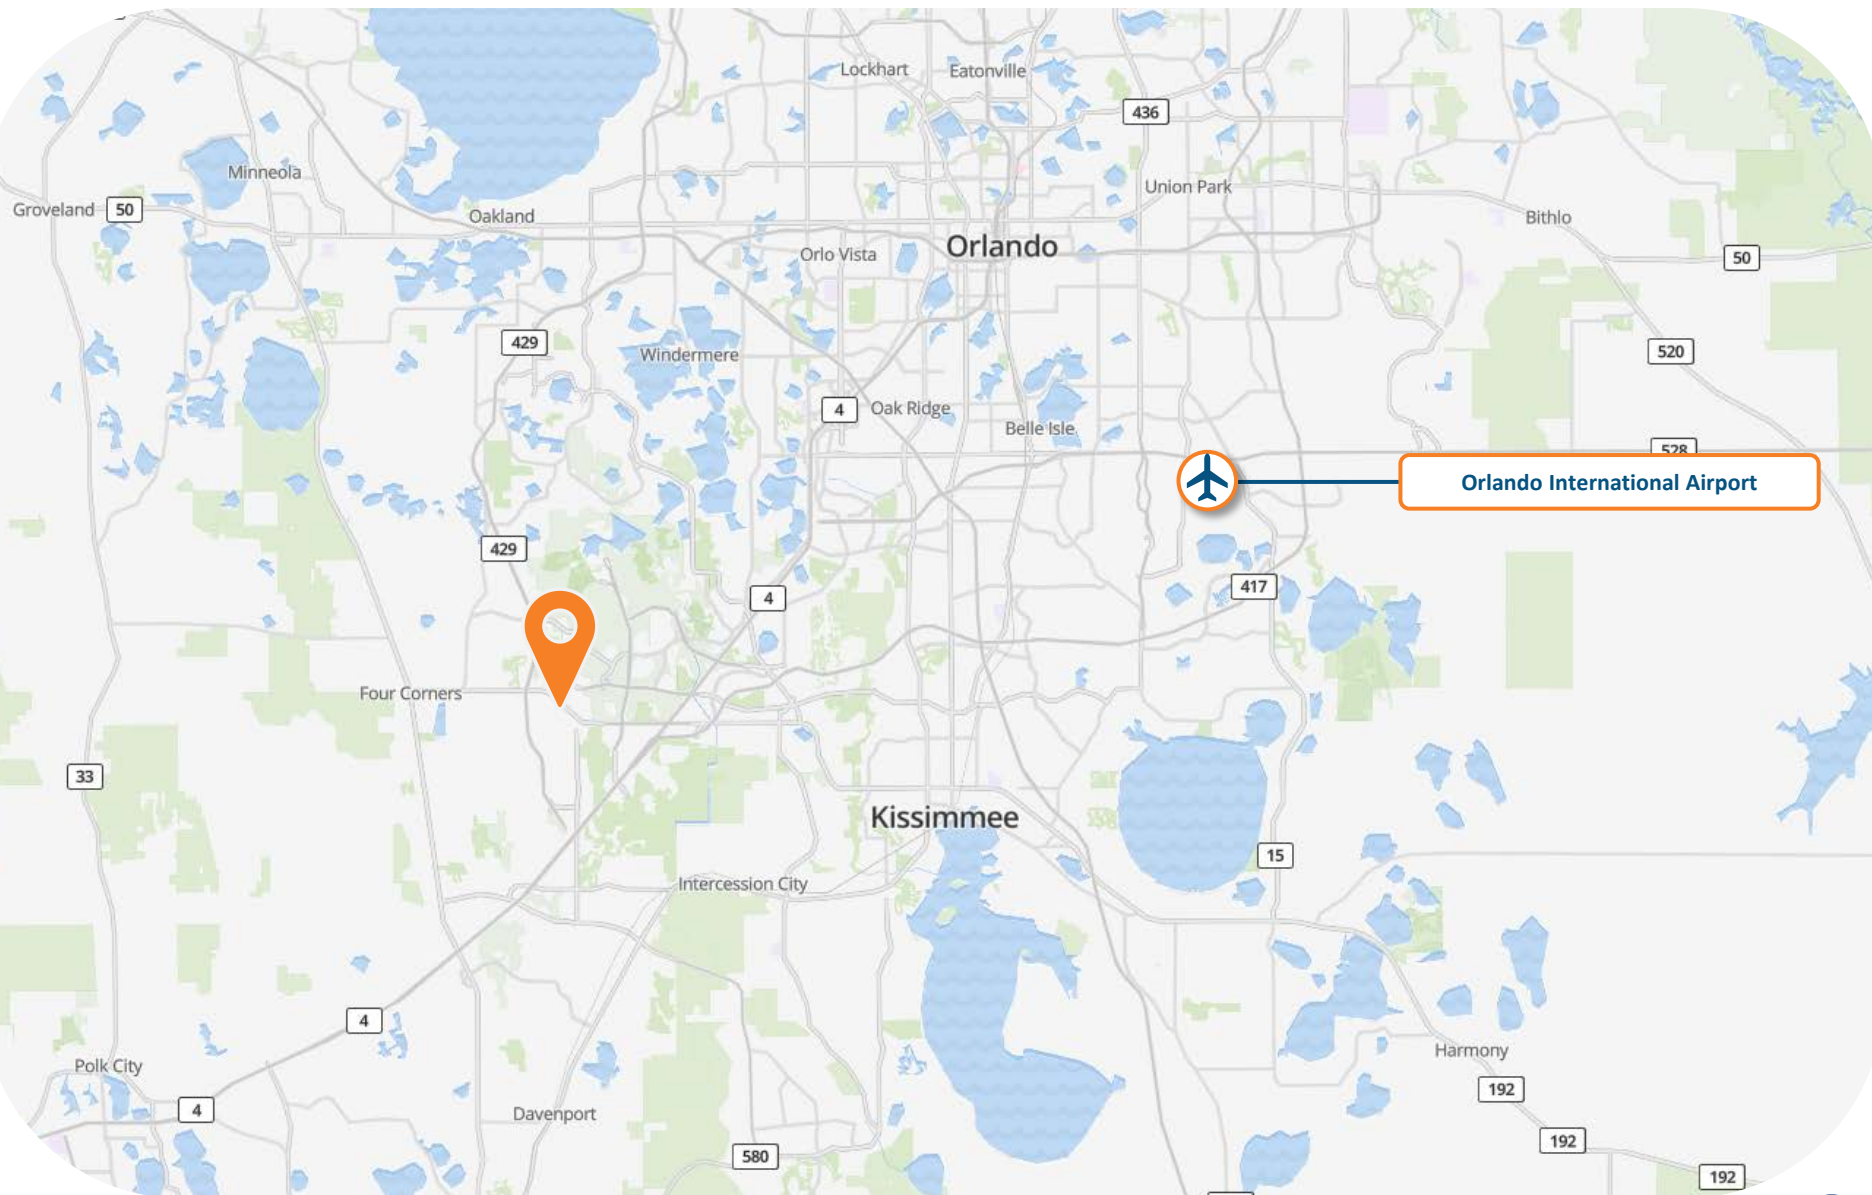 Lockhart
Eatonville
436
Minneola
Union Park
Groveland
50
Oakland
Bithlo
Orlando
Orlo Vista
50
429
Windermere
520
4
Oak Ridge
Belle Isle
528
Orlando International Airport
429
417
4
Four Corners
33
Kissimmee
15
Intercession City
4
Harmony
Polk City
192
4
Davenport
192
580
192